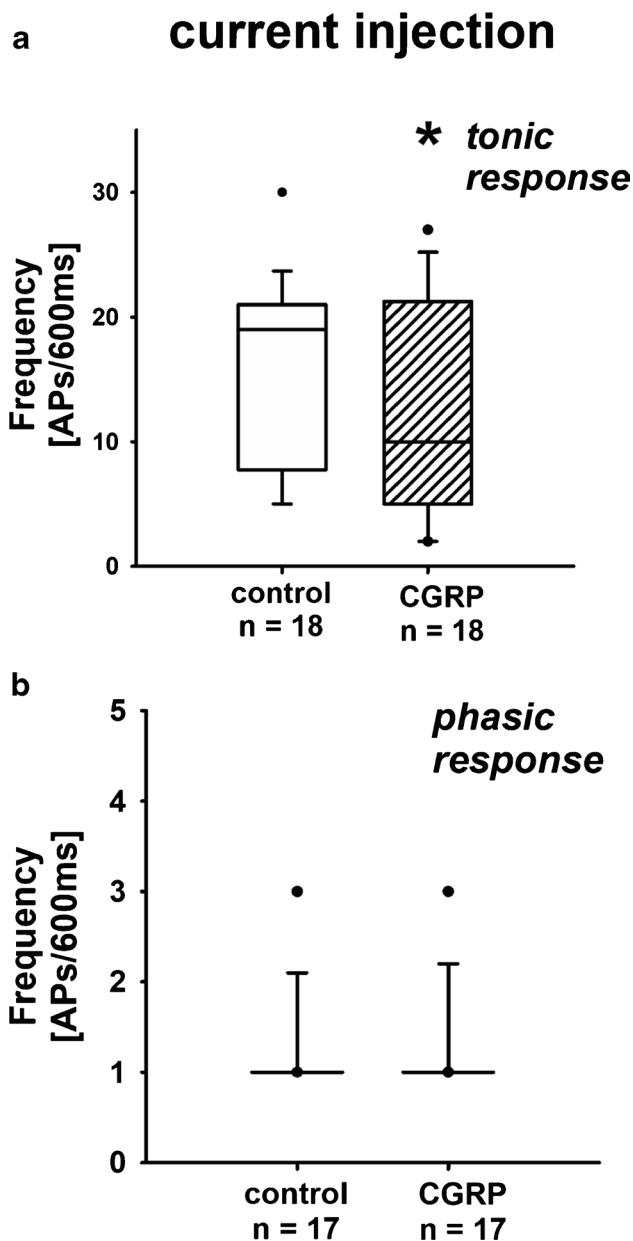 a
current injection
* tonic
response
Frequency
[APs/600ms]
30
20
10
0
control
n = 18
CGRP
n = 18
b
phasic
response
Frequency
[APs/600ms]
5
4
3
2
1
0
control
n = 17
CGRP
n = 17